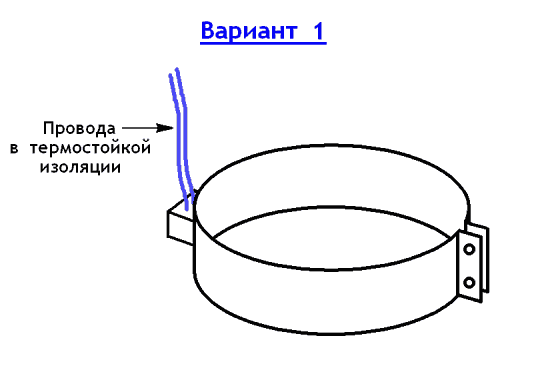 Вариант 1
Провода
в термостойкой
изоляции